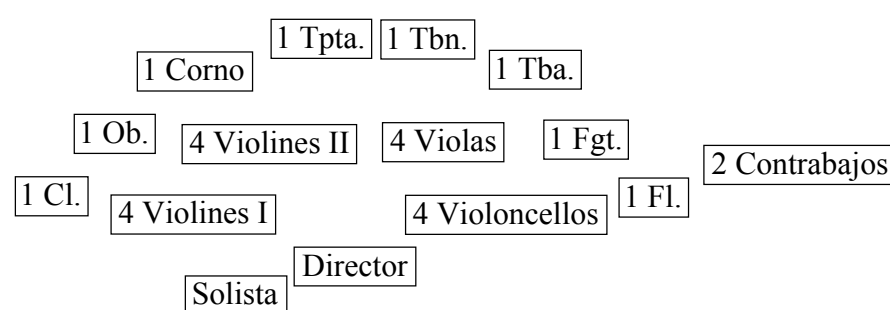 1 Tpta. 1 Tbn.
1 Corno 1 Tba.
1 Ob. 4 Violines II 4 Violas 1 Fgt.
2 Contrabajos
1 Cl. 4 Violines I 4 Violoncellos 1 Fl.
Director
Solista